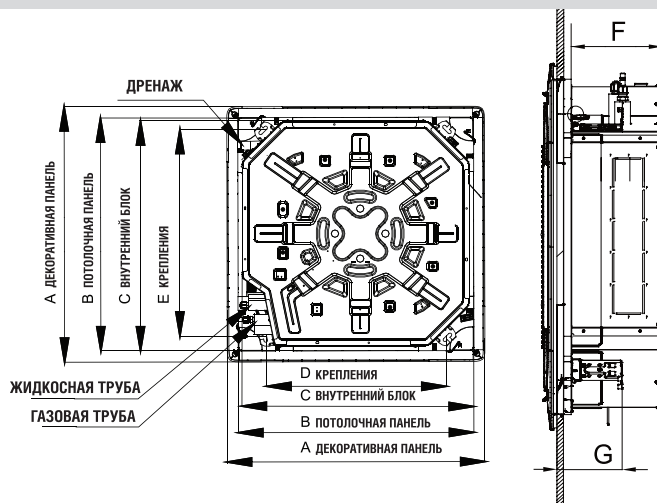 F
ДРЕНАЖ
A ДЕКОРАТИВНАЯ ПАНЕЛЬ
B ПОТОЛОЧНАЯ ПАНЕЛЬ
C ВНУТРЕННИЙ БЛОК
E КРЕПЛЕНИЯ
D КРЕПЛЕНИЯ
ЖИДКОСНАЯ ТРУБА
C ВНУТРЕННИЙ БЛОК
ГАЗОВАЯ ТРУБА
B ПОТОЛОЧНАЯ ПАНЕЛЬ
A ДЕКОРАТИВНАЯ ПАНЕЛЬ
G